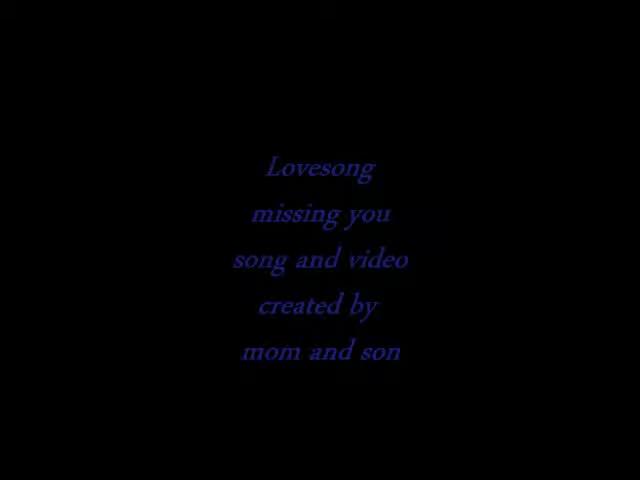 Lovesong
missing you
song and video
created by
mom and son